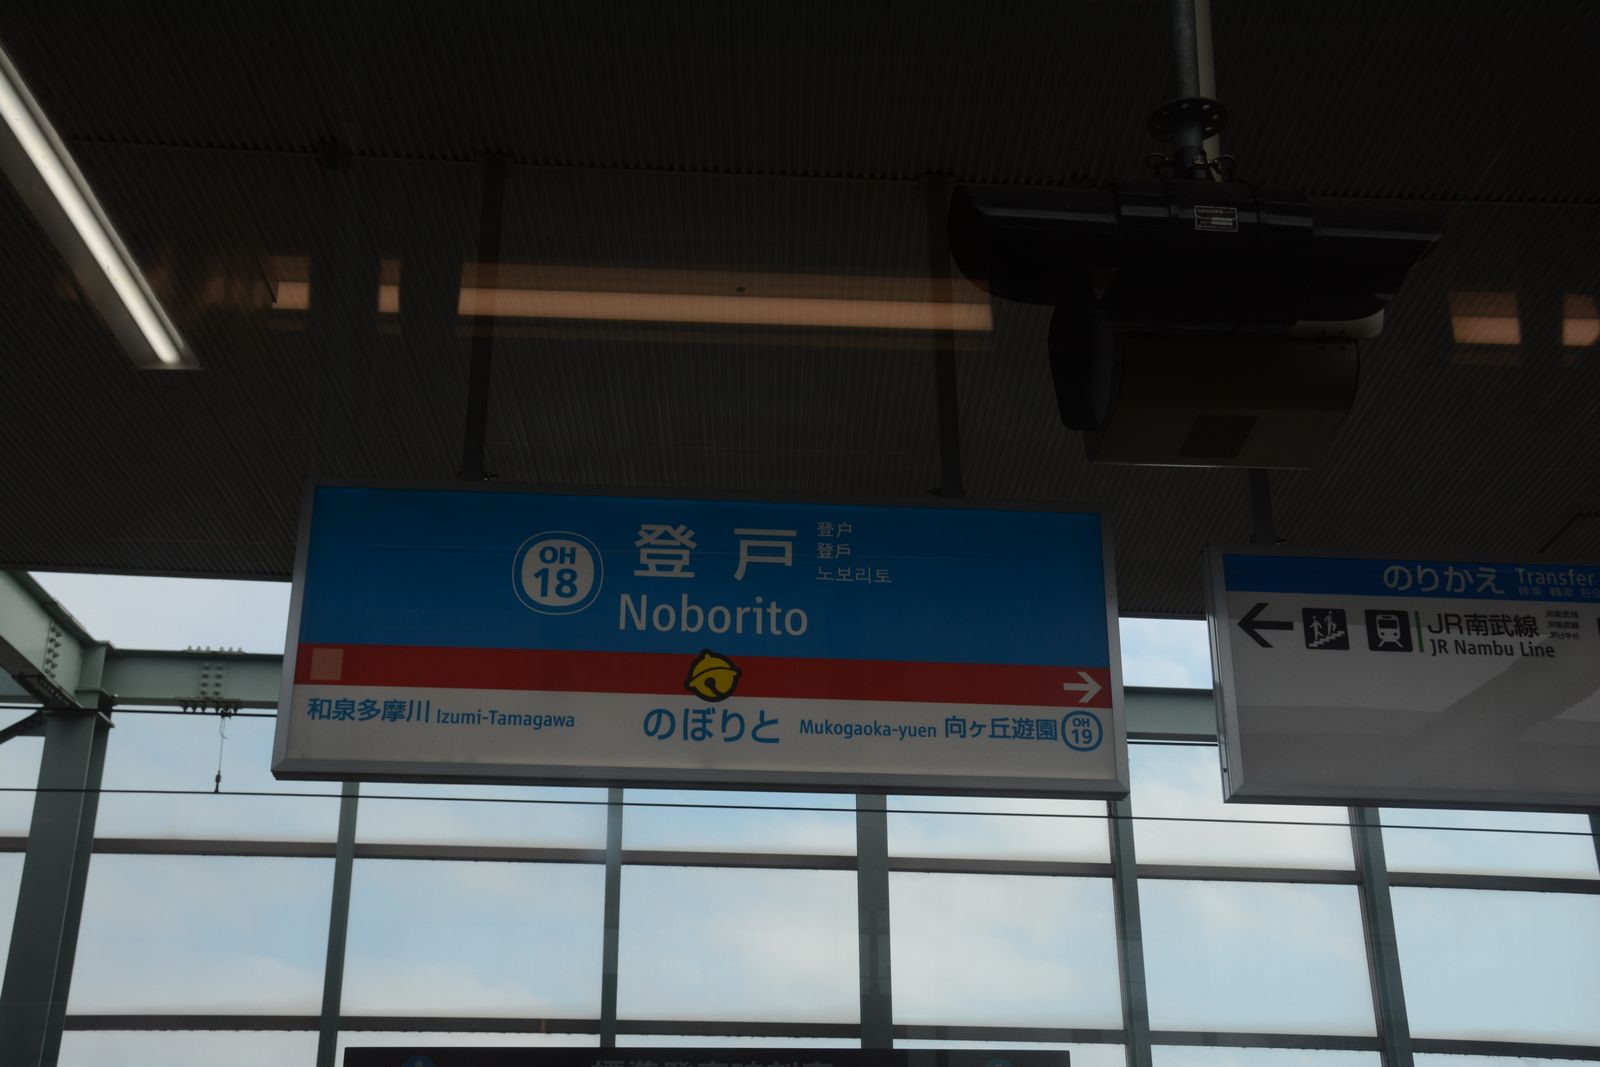 OH
18
登戸
登户
登戶
노보리토
Noborito
和泉多摩川 Izumi-Tamagawa
のぼりと
Mukogaoka-yuen 向ヶ丘遊園
OH
19
のりかえ Transfer
JR南武線
JR Nambu Line